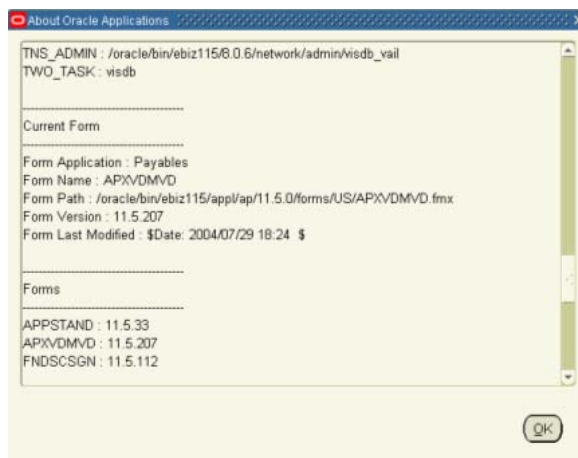 About Oracle Applications
TNS_ADMIN : /oracle/bin/ebiz115/8.0.6/network/admin/visdb_vail
TWO_TASK : visdb
----------------------------------------
Current Form
----------------------------------------
Form Application : Payables
Form Name : APXVDMVD
Form Path : /oracle/bin/ebiz115/appl/ap/11.5.0/forms/US/APXVDMVD.fmx
Form Version : 11.5.207
Form Last Modified : $Date: 2004/07/29 18:24 $
----------------------------------------
Forms
----------------------------------------
APPSTAND : 11.5.33
APXVDMVD : 11.5.207
FNDSCSGN : 11.5.112
OK